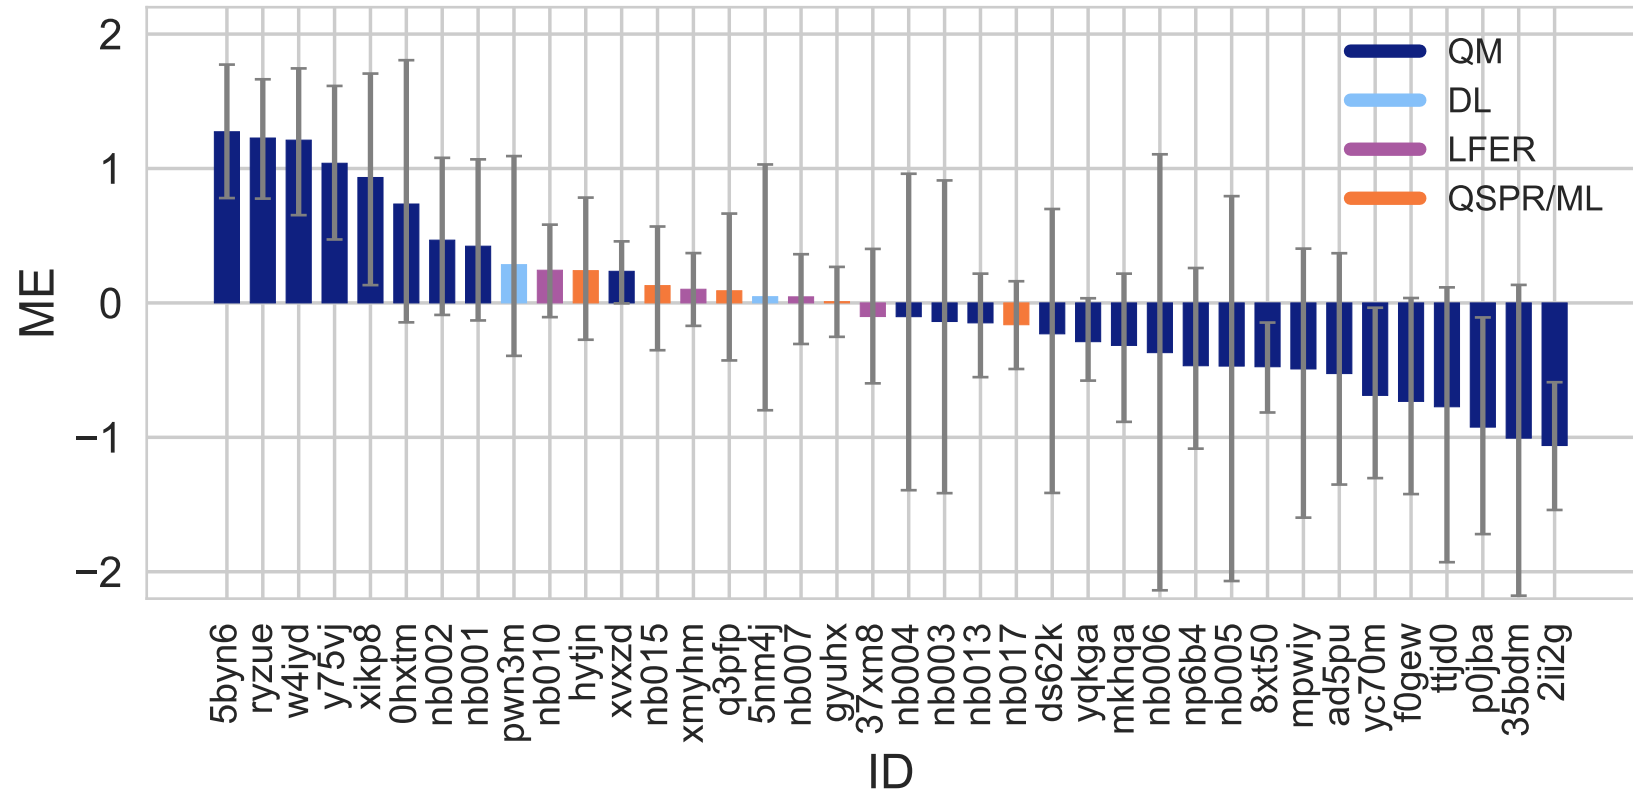 2
1
0
−1
−2
ME
QM
DL
LFER
QSPR/ML
5byn6
ryzue
w4iyd
y75vj
xikp8
0hxtm
nb002
nb001
pwn3m
nb010
hytjn
xvxzd
nb015
xmyhm
q3pfp
5nm4j
nb007
gyuhx
37xm8
nb004
nb003
nb013
nb017
ds62k
yqkga
mkhqa
nb006
np6b4
nb005
8xt50
mpwiy
ad5pu
yc70m
f0gew
ttjd0
p0jba
35bdm
2ii2g
ID